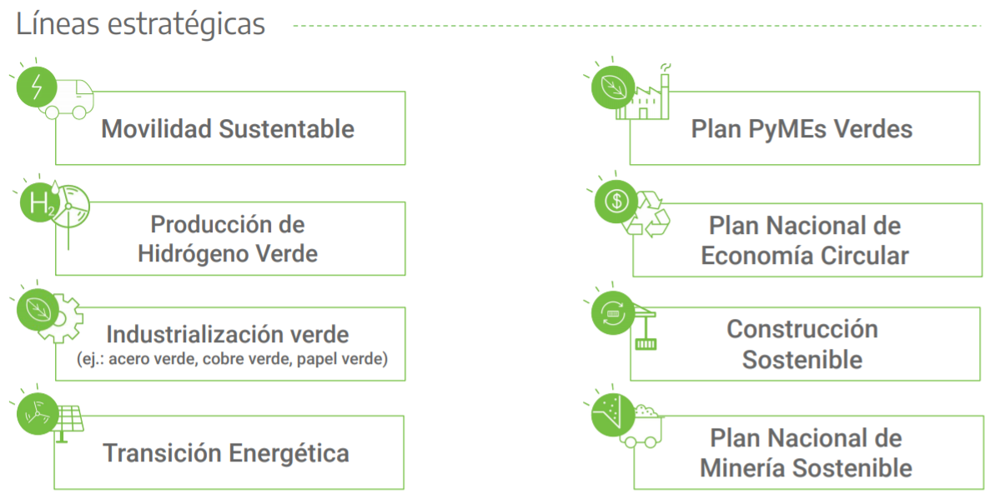 Líneas estratégicas
Movilidad Sustentable
H2
Producción de
Hidrógeno Verde
Industrialización verde
(ej.: acero verde, cobre verde, papel verde)
Transición Energética
Plan PyMEs Verdes
$
Plan Nacional de
Economía Circular
Construcción
Sostenible
Plan Nacional de
Minería Sostenible